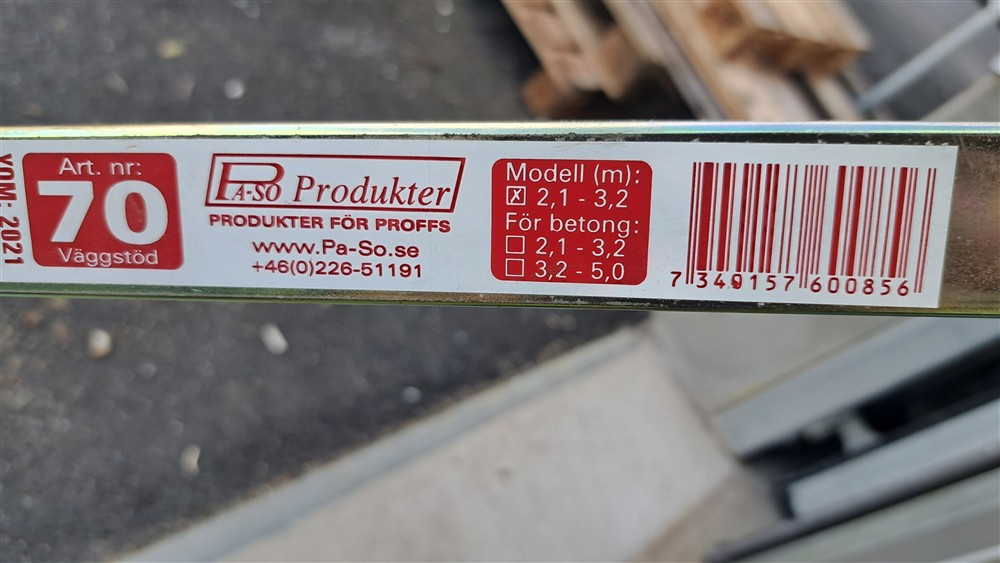 YOM: 2021
Art. nr:
70
Väggstöd
PA-SO Produkter
PRODUKTER FÖR PROFFS
www.Pa-So.se
+46(0)226-51191
Modell (m):
☒ 2,1 - 3,2
För betong:
☐ 2,1 - 3,2
☐ 3,2 - 5,0
7 340157 600856